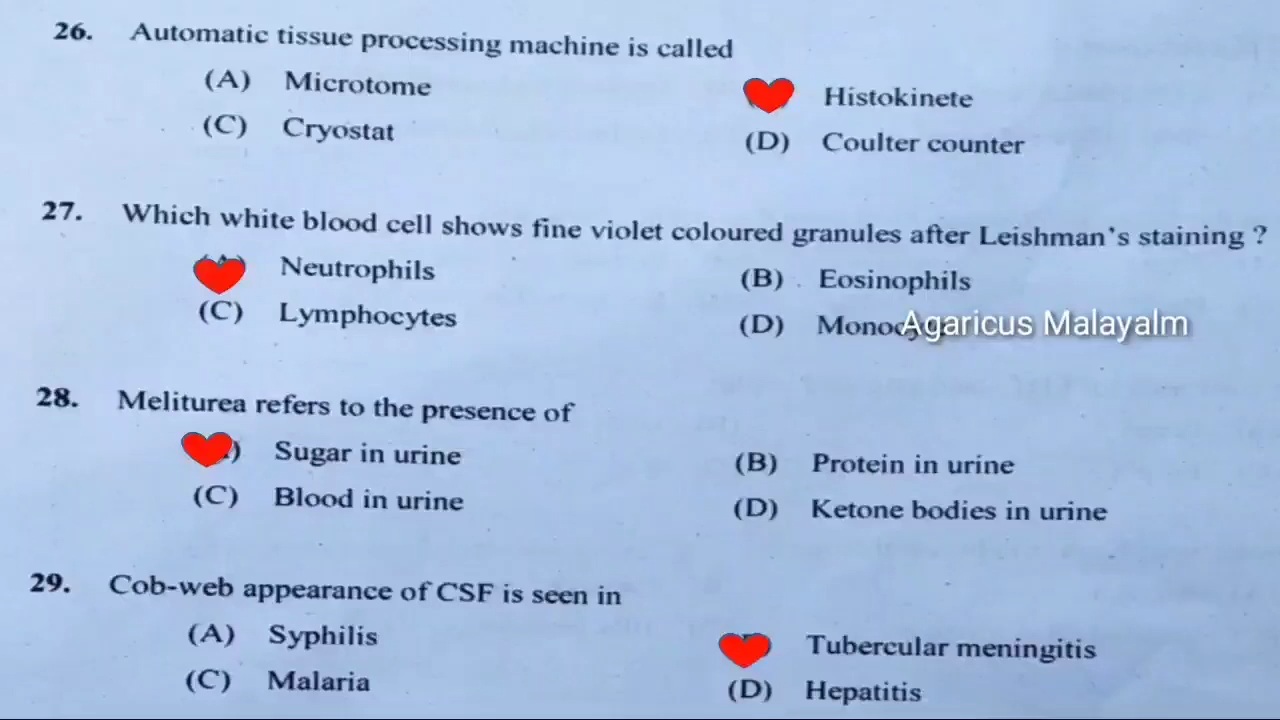 26. Automatic tissue processing machine is called
(A) Microtome
Histokinete
(C) Cryostat
(D) Coulter counter
27. Which white blood cell shows fine violet coloured granules after Leishman's staining ?
Neutrophils
(B) Eosinophils
(C) Lymphocytes
(D)
Agaricus Malayalm
28. Meliturea refers to the presence of
Sugar in urine
(B) Protein in urine
(C) Blood in urine
(D) Ketone bodies in urine
29. Cob-web appearance of CSF is seen in
(A) Syphilis
Tubercular meningitis
(C) Malaria
(D) Hepatitis